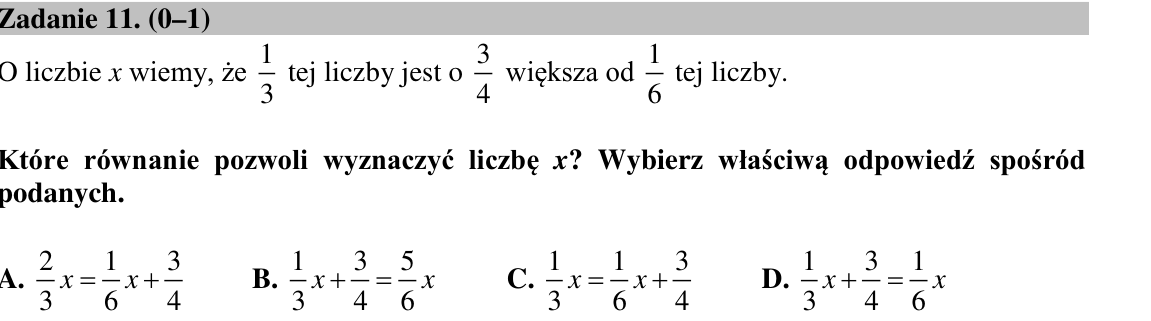 Zadanie 11. (0–1)
O liczbie x wiemy, że 1/3 tej liczby jest o 3/4 większa od 1/6 tej liczby.
Które równanie pozwoli wyznaczyć liczbę x? Wybierz właściwą odpowiedź spośród
podanych.
A. 2/3 x = 1/6 x + 3/4 B. 1/3 x + 3/4 = 5/6 x C. 1/3 x = 1/6 x + 3/4 D. 1/3 x + 3/4 = 1/6 x